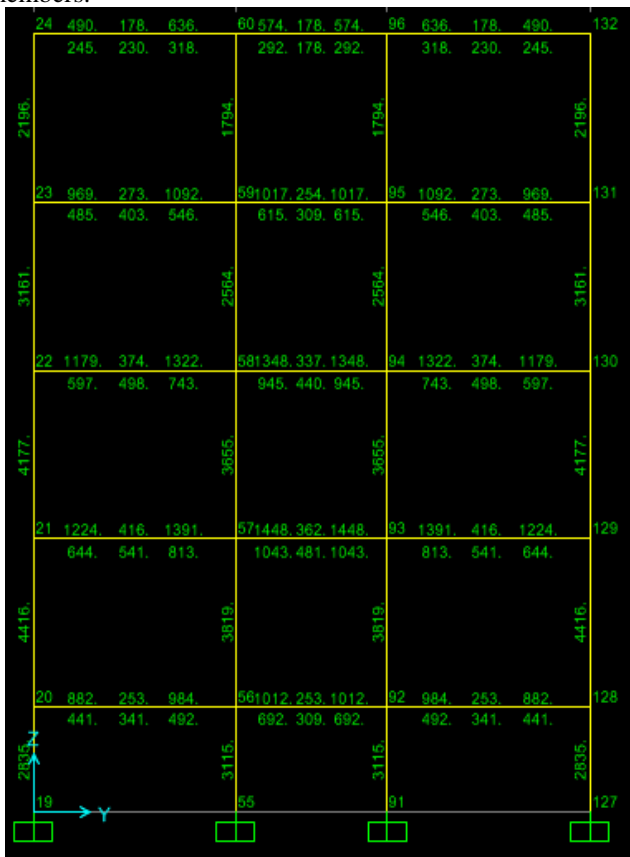 24 490. 178. 636. 60 574. 178. 574. 96 636. 178. 490. 132
245. 230. 318. 292. 178. 292. 318. 230. 245.
2196. 1794. 1794. 2196.
23 969. 273. 1092. 59 1017. 254. 1017. 95 1092. 273. 969. 131
485. 403. 546. 615. 309. 615. 546. 403. 485.
3161. 2564. 2564. 3161.
22 1179. 374. 1322. 58 1348. 337. 1348. 94 1322. 374. 1179. 130
597. 498. 743. 945. 440. 945. 743. 498. 597.
4177. 3655. 3655. 4177.
21 1224. 416. 1391. 57 1448. 362. 1448. 93 1391. 416. 1224. 129
644. 541. 813. 1043. 481. 1043. 813. 541. 644.
4416. 3819. 3819. 4416.
20 882. 253. 984. 56 1012. 253. 1012. 92 984. 253. 882. 128
441. 341. 492. 692. 309. 692. 492. 341. 441.
Z
2835. 3115. 3115. 2835.
19 55 91 127
Y